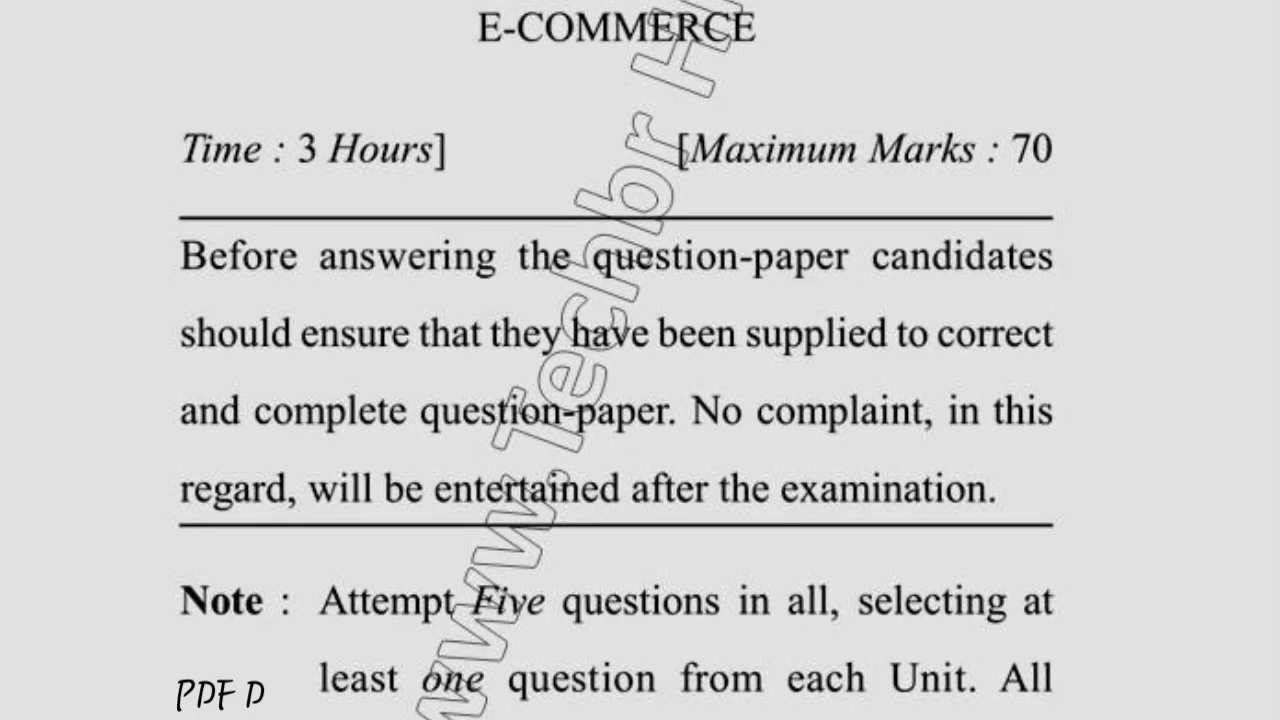 E-COMMERCE
Time : 3 Hours]
[Maximum Marks : 70
Before answering the question-paper candidates
should ensure that they have been supplied to correct
and complete question-paper. No complaint, in this
regard, will be entertained after the examination.
Note : Attempt Five questions in all, selecting at
least one question from each Unit. All
PDF D
www.Techbr H